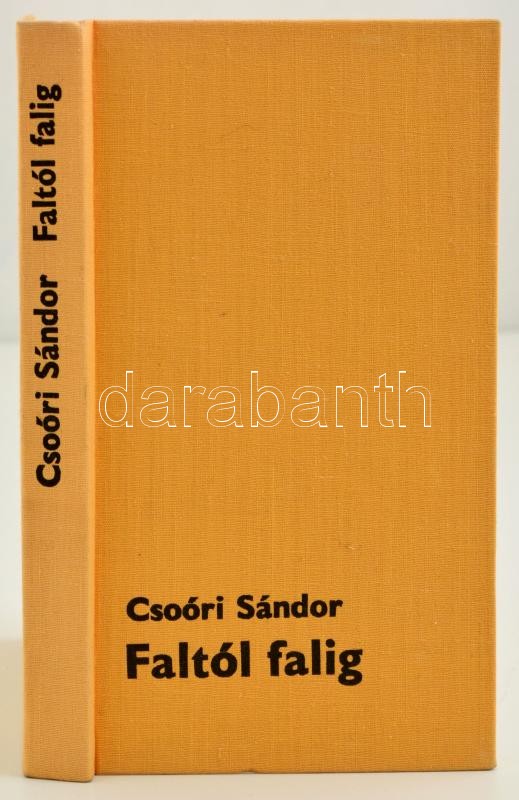 Csoóri Sándor Faltól falig
darabanth
Csoóri Sándor
Faltól falig